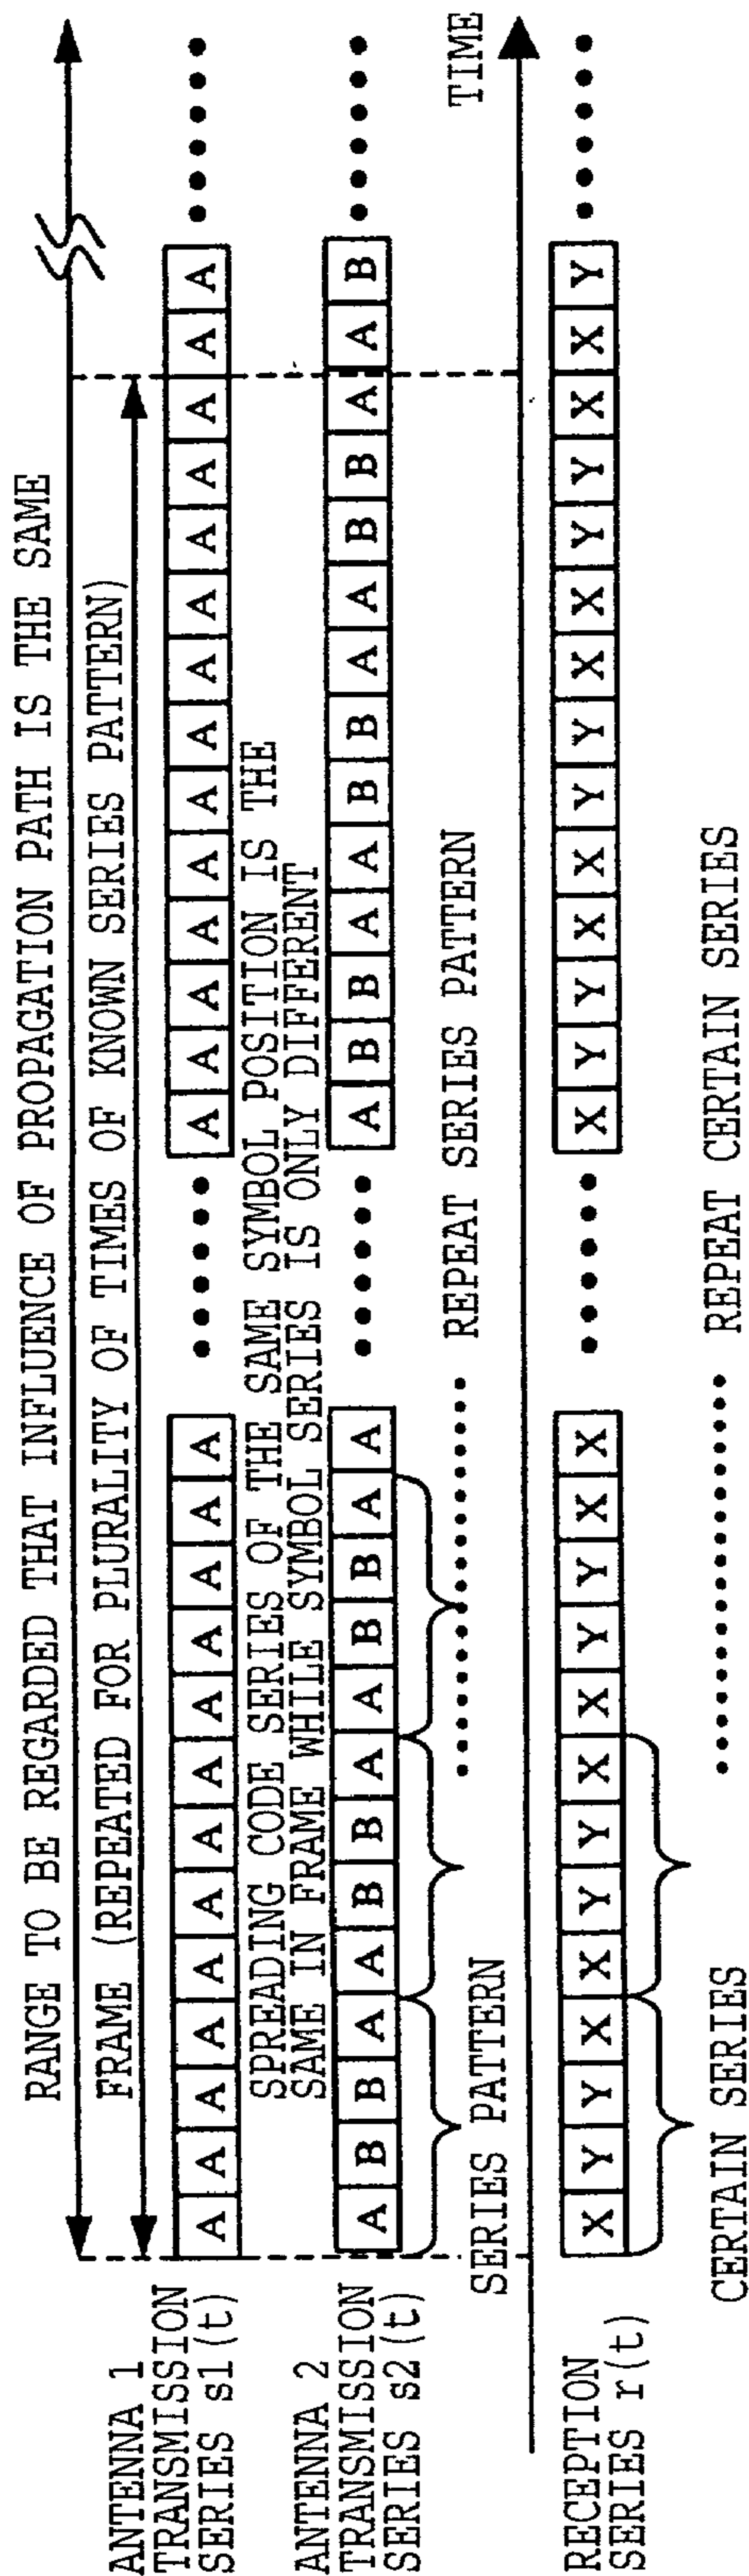 RANGE TO BE REGARDED THAT INFLUENCE OF PROPAGATION PATH IS THE SAME
FRAME (REPEATED FOR PLURALITY OF TIMES OF KNOWN SERIES PATTERN)
ANTENNA 1
TRANSMISSION
SERIES s1(t)
A A A A A A A A A A A A A •••••• A A A A A A A A A A A A A A ••••••
SPREADING CODE SERIES OF THE SAME SYMBOL POSITION IS THE
SAME IN FRAME WHILE SYMBOL SERIES IS ONLY DIFFERENT
ANTENNA 2
TRANSMISSION
SERIES s2(t)
A B B A A B B A A B B A A •••••• A B B A A B B A A B B A A B ••••••
SERIES PATTERN
REPEAT SERIES PATTERN
TIME
RECEPTION
SERIES r(t)
X Y Y X X Y Y X X Y Y X X •••••• X Y Y X X Y Y X X Y Y X X Y ••••••
CERTAIN SERIES
REPEAT CERTAIN SERIES